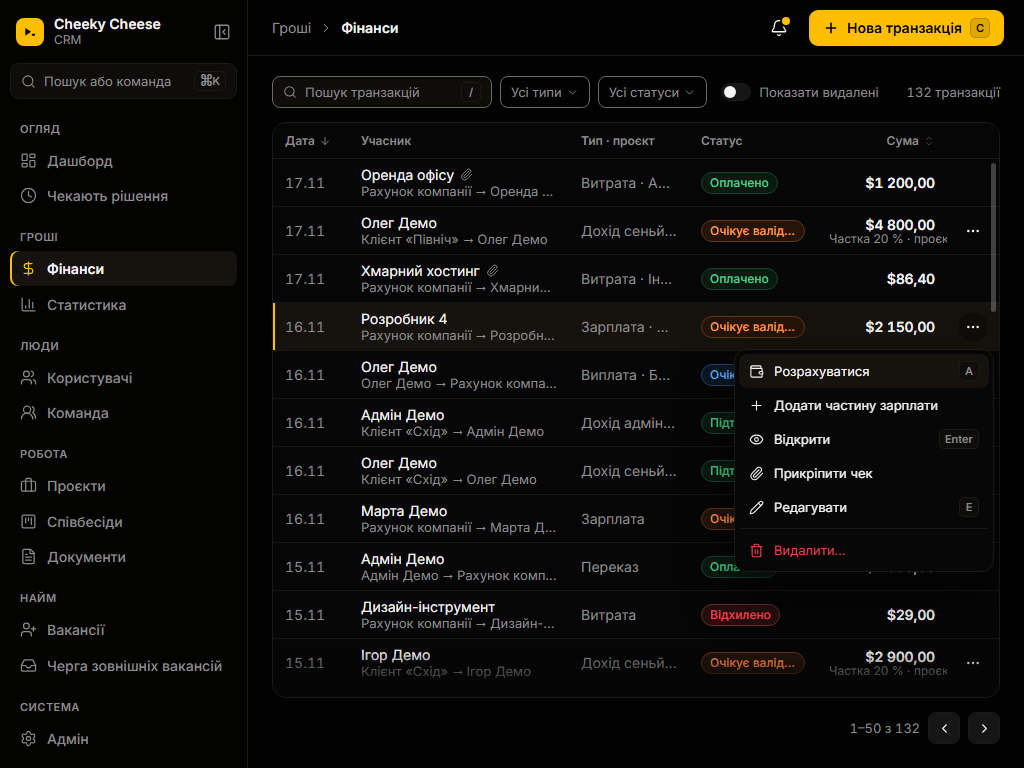 Cheeky Cheese
CRM
Пошук або команда ⌘K
ОГЛЯД
Дашборд
Чекають рішення
ГРОШІ
Фінанси
Статистика
ЛЮДИ
Користувачі
Команда
РОБОТА
Проєкти
Співбесіди
Документи
НАЙМ
Вакансії
Черга зовнішніх вакансій
СИСТЕМА
Адмін
Гроші > Фінанси
+ Нова транзакція C
Пошук транзакцій /
Усі типи
Усі статуси
Показати видалені
132 транзакції
Дата ↓ Учасник Тип · проєкт Статус Сума
17.11 Оренда офісу Витрата · А... Оплачено $1 200,00
Рахунок компанії → Оренда ...
17.11 Олег Демо Дохід сеньй... Очікує валід... $4 800,00
Клієнт «Північ» → Олег Демо Частка 20 % · проєк
17.11 Хмарний хостинг Витрата · Ін... Оплачено $86,40
Рахунок компанії → Хмарни...
16.11 Розробник 4 Зарплата · ... Очікує валід... $2 150,00
Рахунок компанії → Розробн...
16.11 Олег Демо Виплата · Б... Очік
Олег Демо → Рахунок компа...
16.11 Адмін Демо Дохід адмін... Підт
Клієнт «Схід» → Адмін Демо
16.11 Олег Демо Дохід сеньй... Підт
Клієнт «Схід» → Олег Демо
16.11 Марта Демо Зарплата Очік
Рахунок компанії → Марта Д...
15.11 Адмін Демо Переказ Опла
Адмін Демо → Рахунок комп...
15.11 Дизайн-інструмент Витрата Відхилено $29,00
Рахунок компанії → Дизайн-...
15.11 Ігор Демо Дохід сеньй... Очікує валід... $2 900,00
Клієнт «Схід» → Ігор Демо Частка 20 % · проєк
Розрахуватися A
Додати частину зарплати
Відкрити Enter
Прикріпити чек
Редагувати E
Видалити...
1–50 з 132